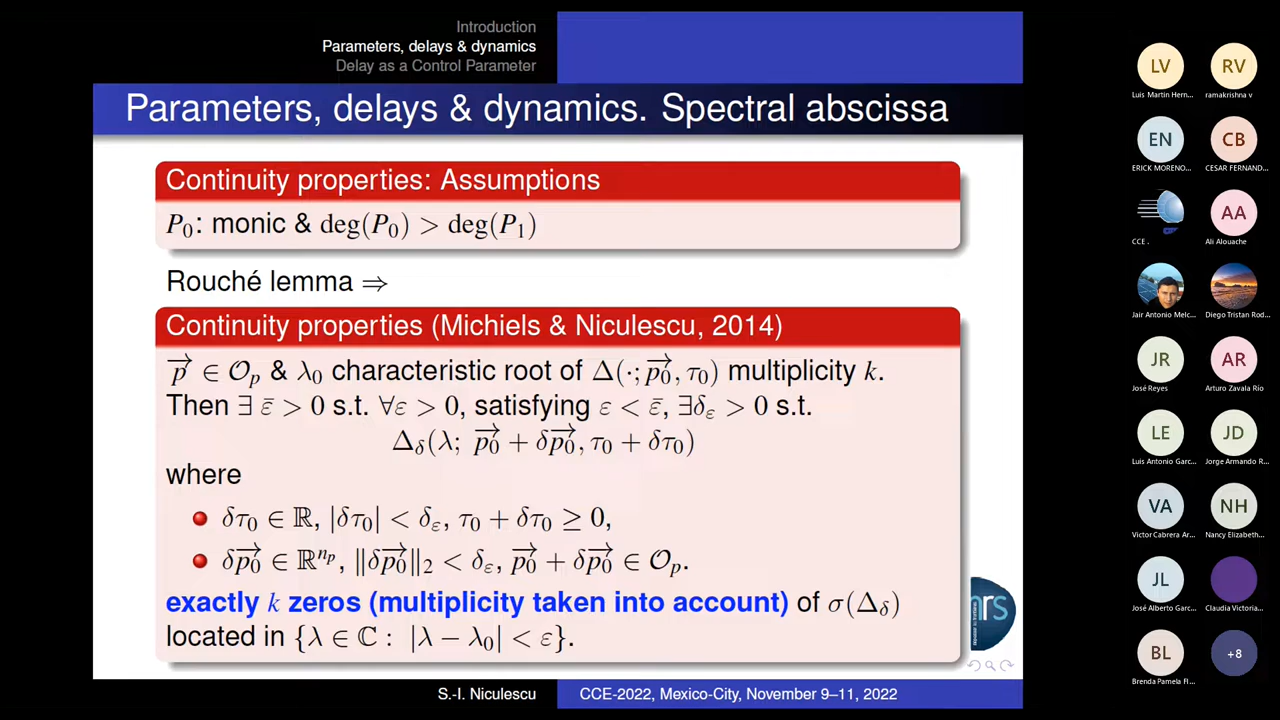 Introduction
Parameters, delays & dynamics
Delay as a Control Parameter
Parameters, delays & dynamics. Spectral abscissa
Continuity properties: Assumptions
P₀: monic & deg(P₀) > deg(P₁)
Rouché lemma ⇒
Continuity properties (Michiels & Niculescu, 2014)
p⃗ ∈ 𝒪ₚ & λ₀ characteristic root of Δ(·; p⃗₀, τ₀) multiplicity k.
Then ∃ ε̄ > 0 s.t. ∀ε > 0, satisfying ε < ε̄, ∃δ_ε > 0 s.t.
Δ_δ(λ; p⃗₀ + δp⃗₀, τ₀ + δτ₀)
where
δτ₀ ∈ ℝ, |δτ₀| < δ_ε, τ₀ + δτ₀ ≥ 0,
δp⃗₀ ∈ ℝ^{n_p}, ‖δp⃗₀‖₂ < δ_ε, p⃗₀ + δp⃗₀ ∈ 𝒪ₚ.
exactly k zeros (multiplicity taken into account) of σ(Δ_δ)
located in {λ ∈ ℂ : |λ − λ₀| < ε}.
S.-I. Niculescu
CCE-2022, Mexico-City, November 9–11, 2022
LV
Luis Martin Hern...
RV
ramakrishna v
EN
ERICK MORENO...
CB
CESAR FERNAND...
CCE .
AA
Ali Alouache
Jair Antonio Melc...
Diego Tristan Rod...
JR
José Reyes
AR
Arturo Zavala Río
LE
Luis Antonio Garc...
JD
Jorge Armando R...
VA
Victor Cabrera Ar...
NH
Nancy Elizabeth...
JL
José Alberto Garc...
Claudia Victoria...
BL
Brenda Pamela Fl...
+8